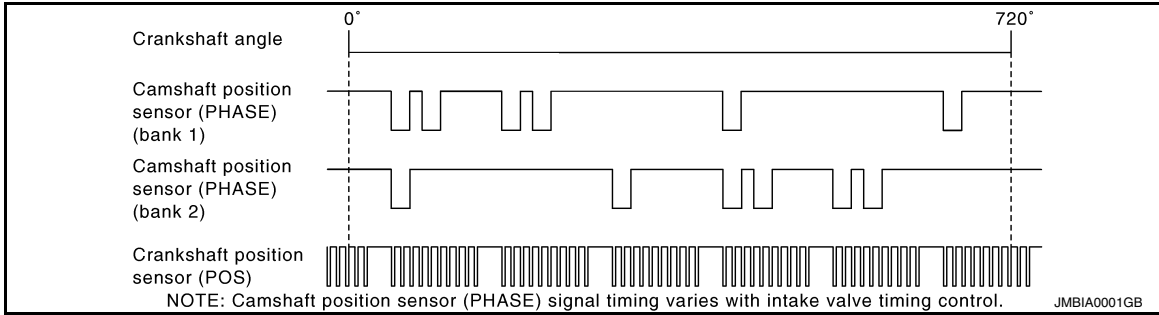 0˚ 720˚
Crankshaft angle
Camshaft position
sensor (PHASE)
(bank 1)
Camshaft position
sensor (PHASE)
(bank 2)
Crankshaft position
sensor (POS)
NOTE: Camshaft position sensor (PHASE) signal timing varies with intake valve timing control.
JMBIA0001GB